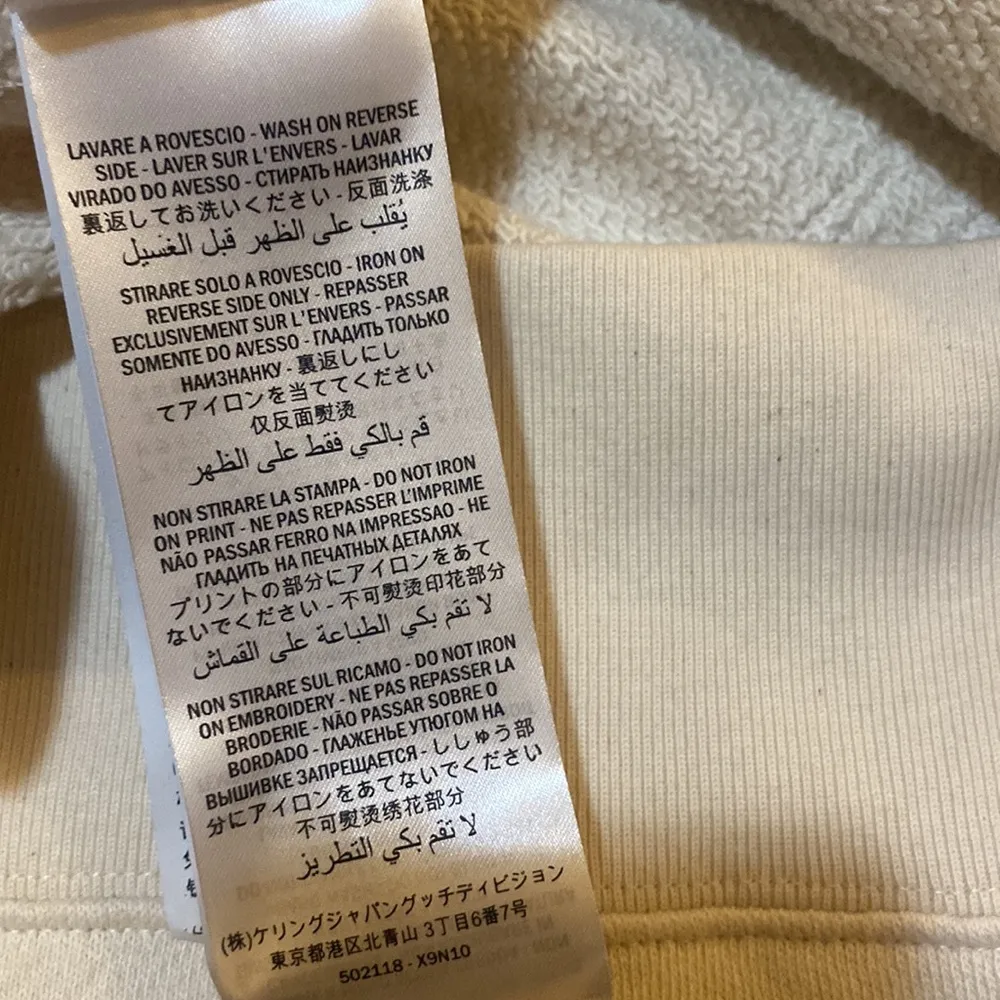 LAVARE A ROVESCIO - WASH ON REVERSE
SIDE - LAVER SUR L'ENVERS - LAVAR
VIRADO DO AVESSO - СТИРАТЬ НАИЗНАНКУ
裏返してお洗いください - 反面洗涤
يُقلب على الظهر قبل الغسيل
STIRARE SOLO A ROVESCIO - IRON ON
REVERSE SIDE ONLY - REPASSER
EXCLUSIVEMENT SUR L'ENVERS - PASSAR
SOMENTE DO AVESSO - ГЛАДИТЬ ТОЛЬКО
НАИЗНАНКУ - 裏返しにし
てアイロンを当ててください
仅反面熨烫
قم بالكي فقط على الظهر
NON STIRARE LA STAMPA - DO NOT IRON
ON PRINT - NE PAS REPASSER L'IMPRIME
NÃO PASSAR FERRO NA IMPRESSAO - НЕ
ГЛАДИТЬ НА ПЕЧАТНЫХ ДЕТАЛЯХ
プリントの部分にアイロンをあて
ないでください - 不可熨烫印花部分
لا تقم بكي الطباعة على القماش
NON STIRARE SUL RICAMO - DO NOT IRON
ON EMBROIDERY - NE PAS REPASSER LA
BRODERIE - NÃO PASSAR SOBRE O
BORDADO - ГЛАЖЕНЬЕ УТЮГОМ НА
ВЫШИВКЕ ЗАПРЕЩАЕТСЯ - ししゅう部
分にアイロンをあてないでください
不可熨烫绣花部分
لا تقم بكي التطريز
(株)ケリングジャパングッチディビジョン
東京都港区北青山 3丁目6番7号
502118 - X9N10